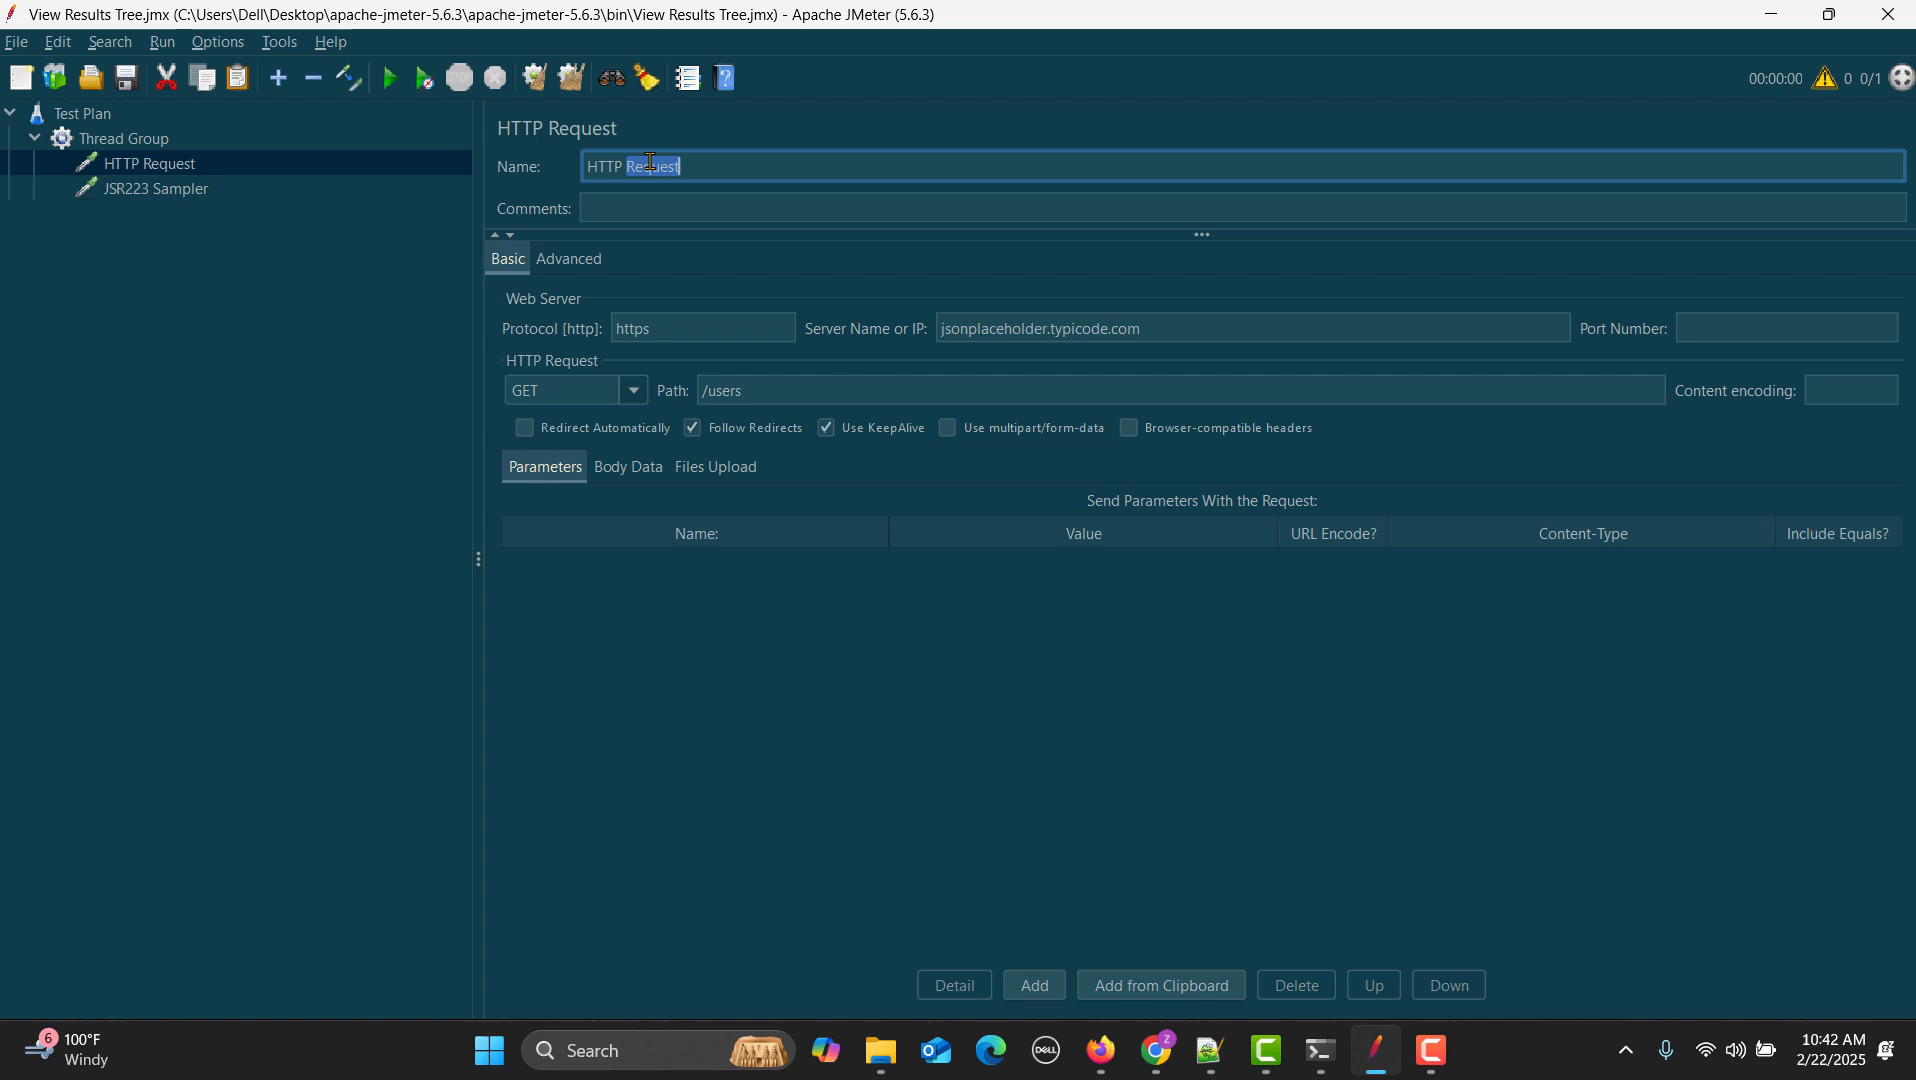 View Results Tree.jmx (C:\Users\Dell\Desktop\apache-jmeter-5.6.3\apache-jmeter-5.6.3\bin\View Results Tree.jmx) - Apache JMeter (5.6.3)
File Edit Search Run Options Tools Help
STOP 00:00:00 0 0/1
Test Plan
Thread Group
HTTP Request
JSR223 Sampler
HTTP Request
Name: HTTP Request
Comments:
Basic Advanced
Web Server
Protocol [http]: https Server Name or IP: jsonplaceholder.typicode.com Port Number:
HTTP Request
GET Path: /users Content encoding:
Redirect Automatically Follow Redirects Use KeepAlive Use multipart/form-data Browser-compatible headers
Parameters Body Data Files Upload
Send Parameters With the Request:
Name: Value URL Encode? Content-Type Include Equals?
Detail Add Add from Clipboard Delete Up Down
6 100°F
Windy
Search
DELL
Z
10:42 AM
2/22/2025